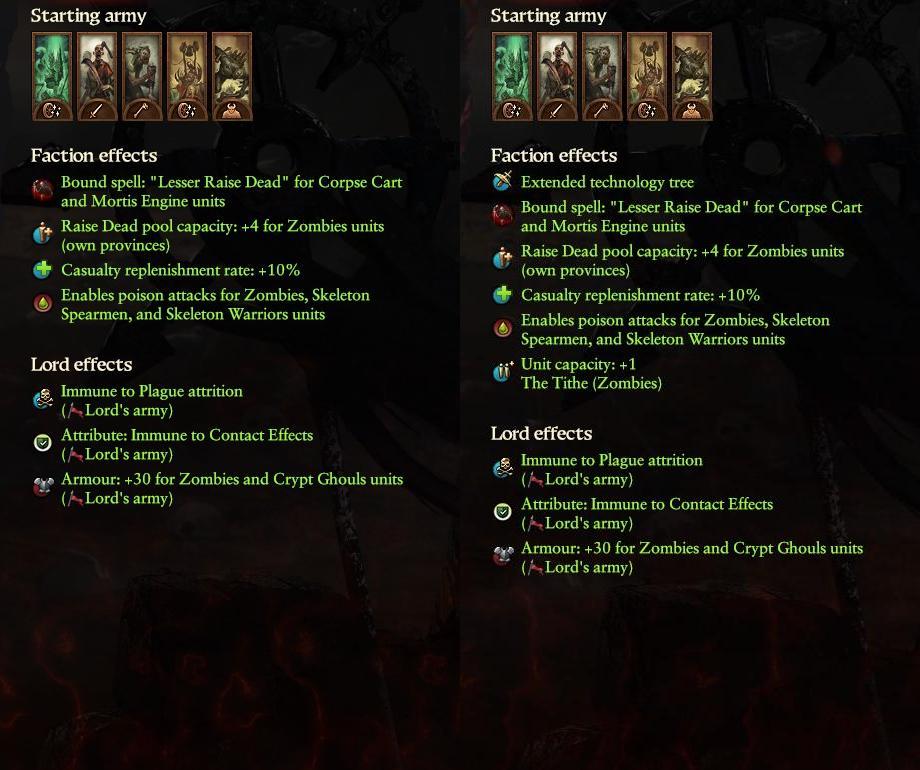 Starting army
Faction effects
Bound spell: "Lesser Raise Dead" for Corpse Cart
and Mortis Engine units
Raise Dead pool capacity: +4 for Zombies units
(own provinces)
Casualty replenishment rate: +10%
Enables poison attacks for Zombies, Skeleton
Spearmen, and Skeleton Warriors units
Lord effects
Immune to Plague attrition
(Lord's army)
Attribute: Immune to Contact Effects
(Lord's army)
Armour: +30 for Zombies and Crypt Ghouls units
(Lord's army)
Starting army
Faction effects
Extended technology tree
Bound spell: "Lesser Raise Dead" for Corpse Cart
and Mortis Engine units
Raise Dead pool capacity: +4 for Zombies units
(own provinces)
Casualty replenishment rate: +10%
Enables poison attacks for Zombies, Skeleton
Spearmen, and Skeleton Warriors units
Unit capacity: +1
The Tithe (Zombies)
Lord effects
Immune to Plague attrition
(Lord's army)
Attribute: Immune to Contact Effects
(Lord's army)
Armour: +30 for Zombies and Crypt Ghouls units
(Lord's army)